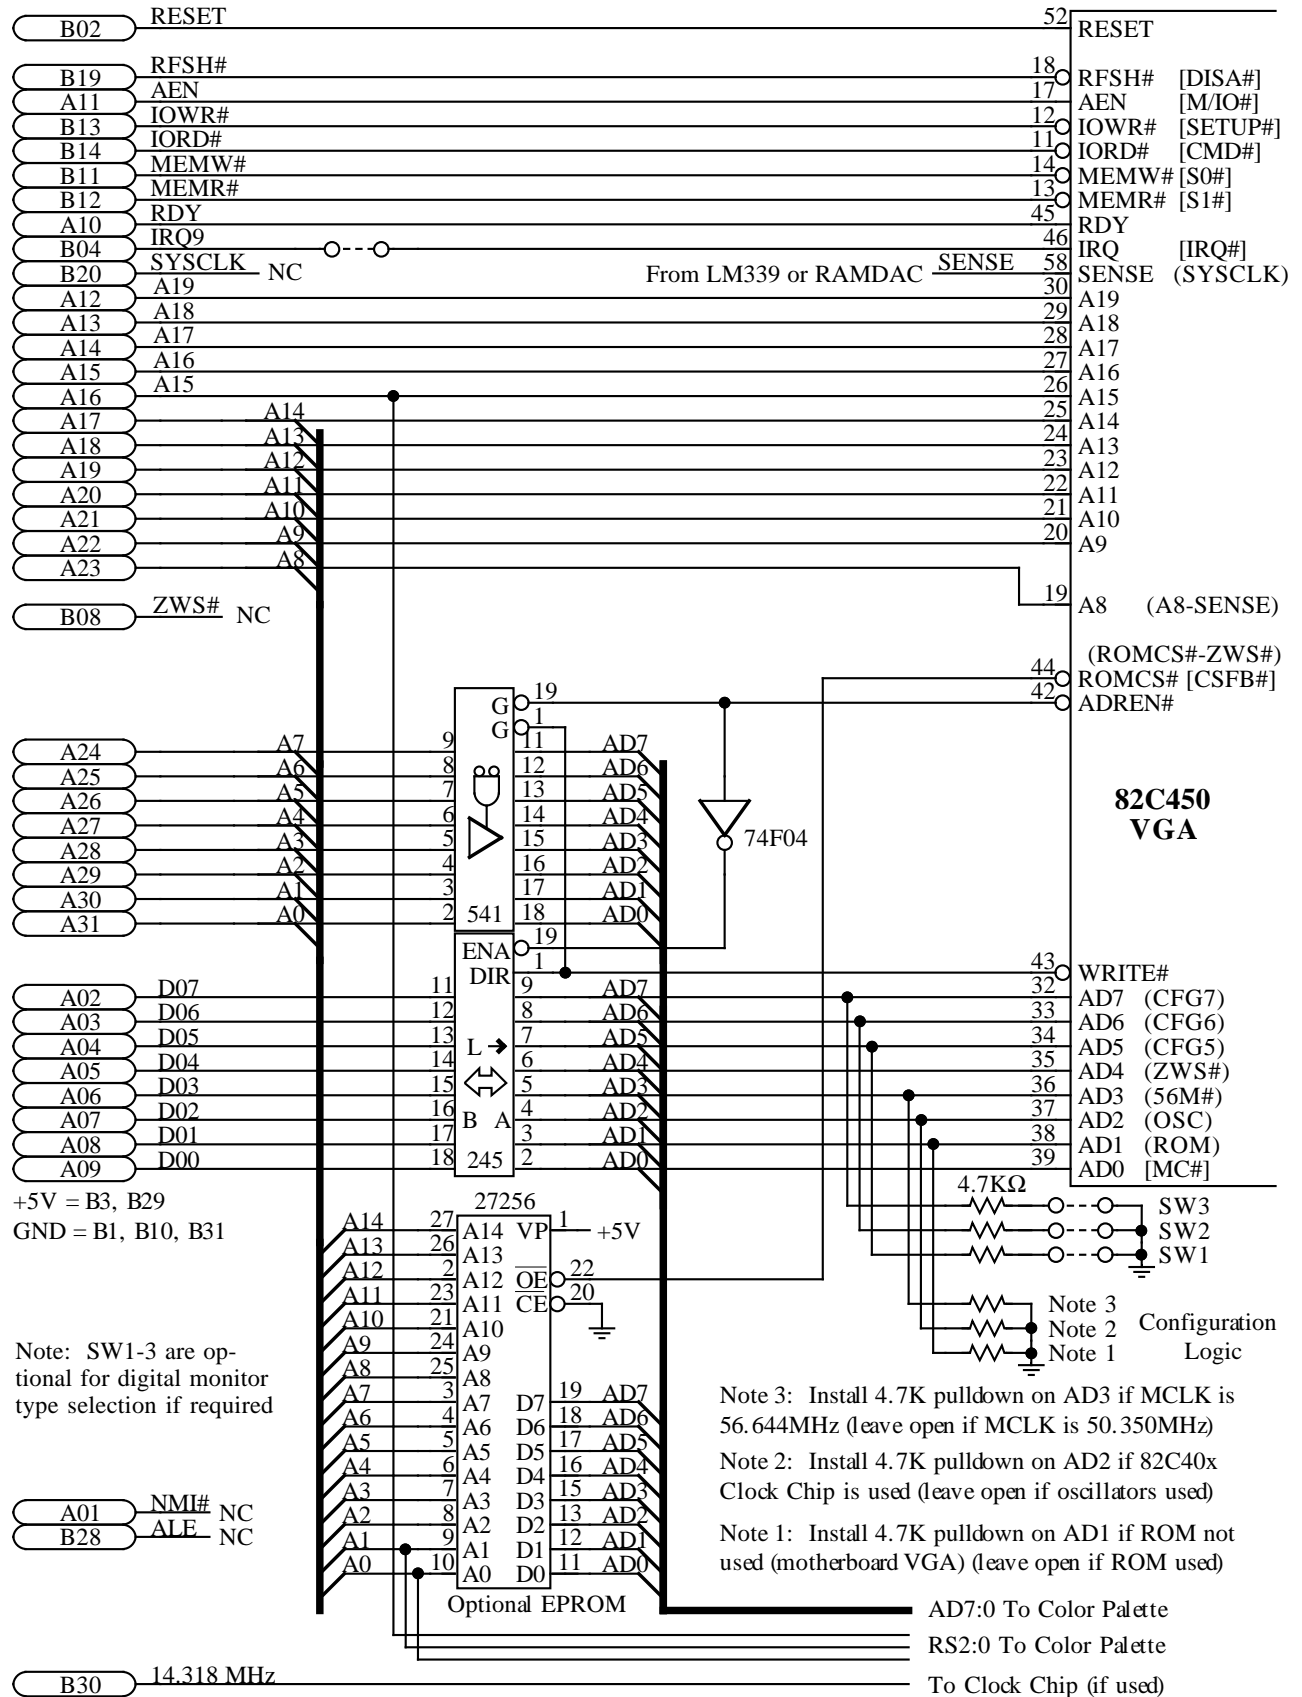 B02 RESET 52 RESET
B19 RFSH# 18 RFSH# [DISA#]
A11 AEN 17 AEN [M/IO#]
B13 IOWR# 12 IOWR# [SETUP#]
B14 IORD# 11 IORD# [CMD#]
B11 MEMW# 14 MEMW# [S0#]
B12 MEMR# 13 MEMR# [S1#]
A10 RDY 45 RDY
B04 IRQ9 46 IRQ [IRQ#]
B20 SYSCLK NC From LM339 or RAMDAC SENSE 58 SENSE (SYSCLK)
A12 A19 30 A19
A13 A18 29 A18
A14 A17 28 A17
A15 A16 27 A16
A16 A15 26 A15
A17 A14 25 A14
A18 A13 24 A13
A19 A12 23 A12
A20 A11 22 A11
A21 A10 21 A10
A22 A9 20 A9
A23 A8
19 A8 (A8-SENSE)
B08 ZWS# NC
(ROMCS#-ZWS#)
44 ROMCS# [CSFB#]
G 19 42 ADREN#
G 1
A24 A7 9 11 AD7
A25 A6 8 12 AD6
A26 A5 7 13 AD5
A27 A4 6 14 AD4
A28 A3 5 15 AD3
A29 A2 4 16 AD2
A30 A1 3 17 AD1
A31 A0 2 541 18 AD0
74F04
82C450
VGA
ENA 19
DIR 1 43 WRITE#
A02 D07 11 9 AD7 32 AD7 (CFG7)
A03 D06 12 8 AD6 33 AD6 (CFG6)
A04 D05 13 L 7 AD5 34 AD5 (CFG5)
A05 D04 14 6 AD4 35 AD4 (ZWS#)
A06 D03 15 5 AD3 36 AD3 (56M#)
A07 D02 16 B A 4 AD2 37 AD2 (OSC)
A08 D01 17 3 AD1 38 AD1 (ROM)
A09 D00 18 245 2 AD0 39 AD0 [MC#]
+5V = B3, B29
GND = B1, B10, B31
4.7KΩ SW3
SW2
SW1
Note 3
Note 2
Note 1
Configuration
Logic
27256
A14 27 A14 VP 1 +5V
A13 26 A13
A12 2 A12 OE 22
A11 23 A11 CE 20
A10 21 A10
A9 24 A9
A8 25 A8
A7 3 A7 D7 19 AD7
A6 4 A6 D6 18 AD6
A5 5 A5 D5 17 AD5
A4 6 A4 D4 16 AD4
A3 7 A3 D3 15 AD3
A2 8 A2 D2 13 AD2
A1 9 A1 D1 12 AD1
A0 10 A0 D0 11 AD0
Optional EPROM
Note: SW1-3 are op-
tional for digital monitor
type selection if required
A01 NMI# NC
B28 ALE NC
Note 3: Install 4.7K pulldown on AD3 if MCLK is
56.644MHz (leave open if MCLK is 50.350MHz)
Note 2: Install 4.7K pulldown on AD2 if 82C40x
Clock Chip is used (leave open if oscillators used)
Note 1: Install 4.7K pulldown on AD1 if ROM not
used (motherboard VGA) (leave open if ROM used)
AD7:0 To Color Palette
RS2:0 To Color Palette
B30 14.318 MHz To Clock Chip (if used)